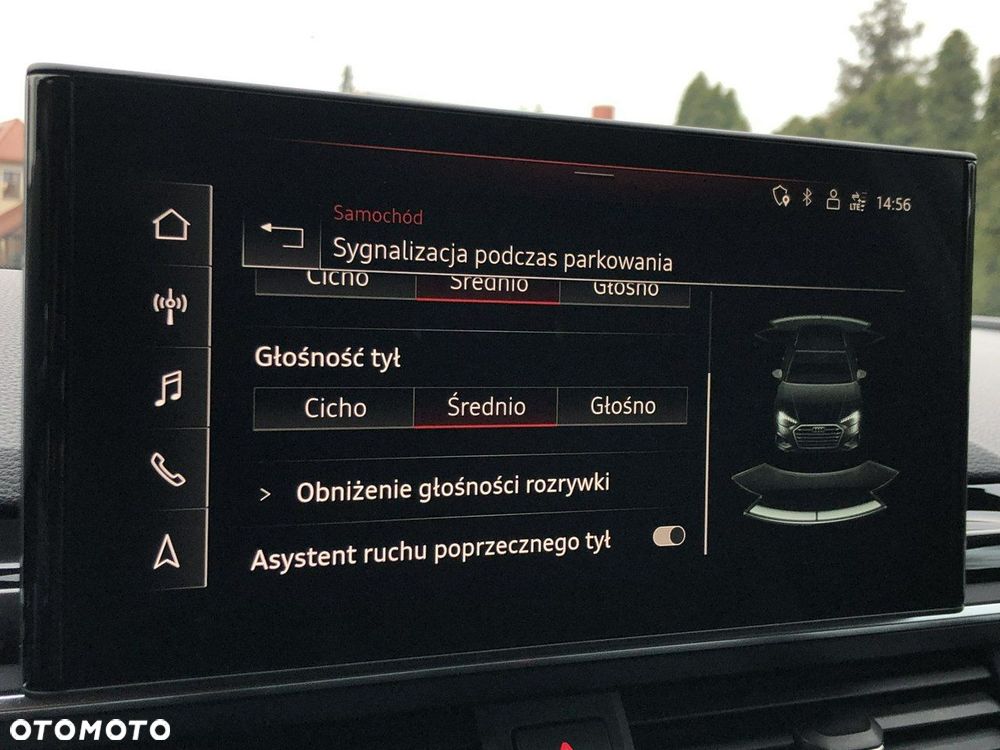 LTE
14:56
Samochód
Sygnalizacja podczas parkowania
Cicho Średnio Głośno
Głośność tył
Cicho Średnio Głośno
> Obniżenie głośności rozrywki
Asystent ruchu poprzecznego tył
OTOMOTO